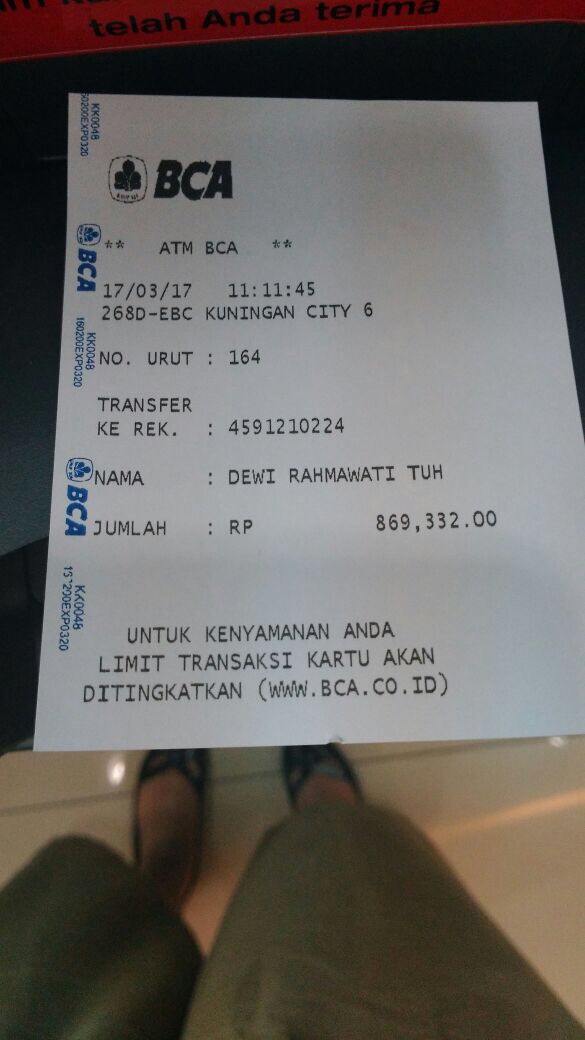 telah Anda terima
KK0048
160200EXP0320
BCA
** ATM BCA **
BCA
17/03/17 11:11:45
268D-EBC KUNINGAN CITY 6
KK0048
160200EXP0320
NO. URUT : 164
TRANSFER
KE REK. : 4591210224
BCA
NAMA : DEWI RAHMAWATI TUH
JUMLAH : RP 869,332.00
KK0048
UNTUK KENYAMANAN ANDA
LIMIT TRANSAKSI KARTU AKAN
DITINGKATKAN (WWW.BCA.CO.ID)